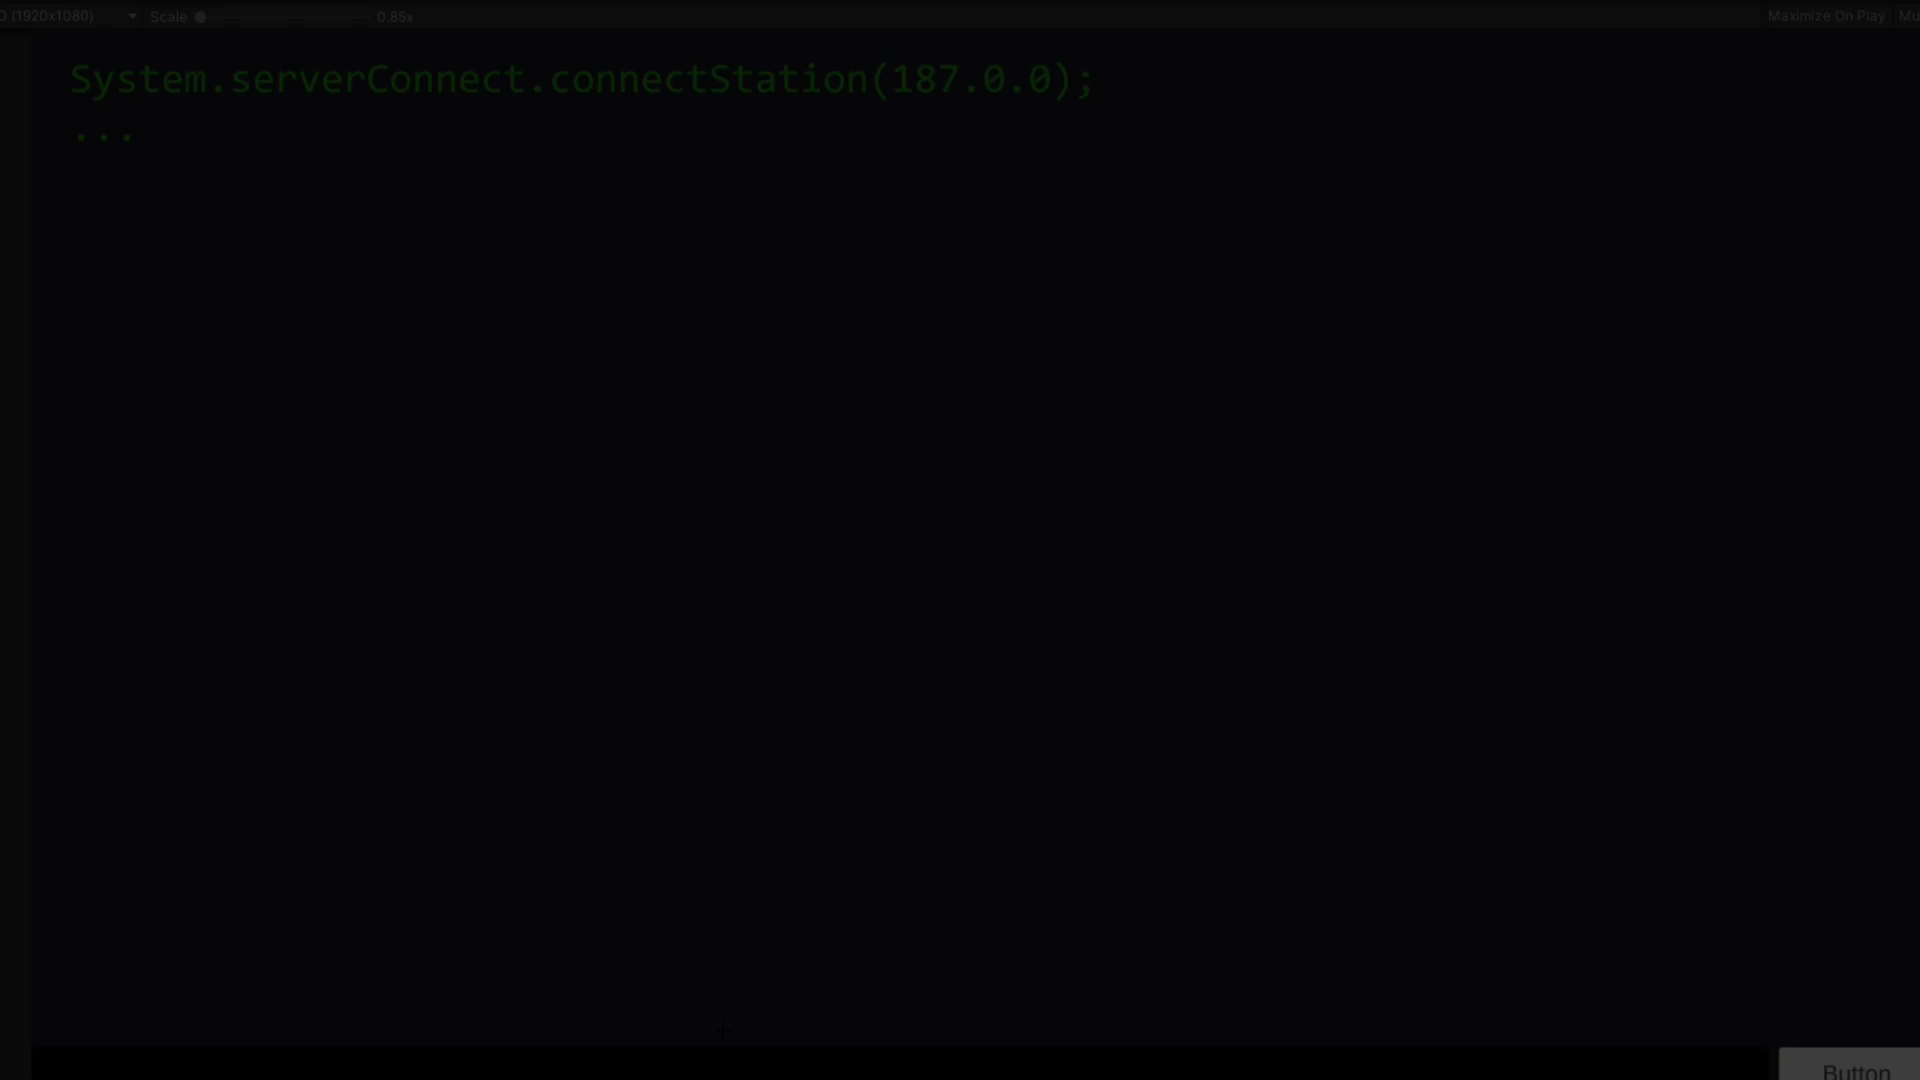 (1920x1080) Scale 0.85x Maximize On Play
System.serverConnect.connectStation(187.0.0);
...
Button